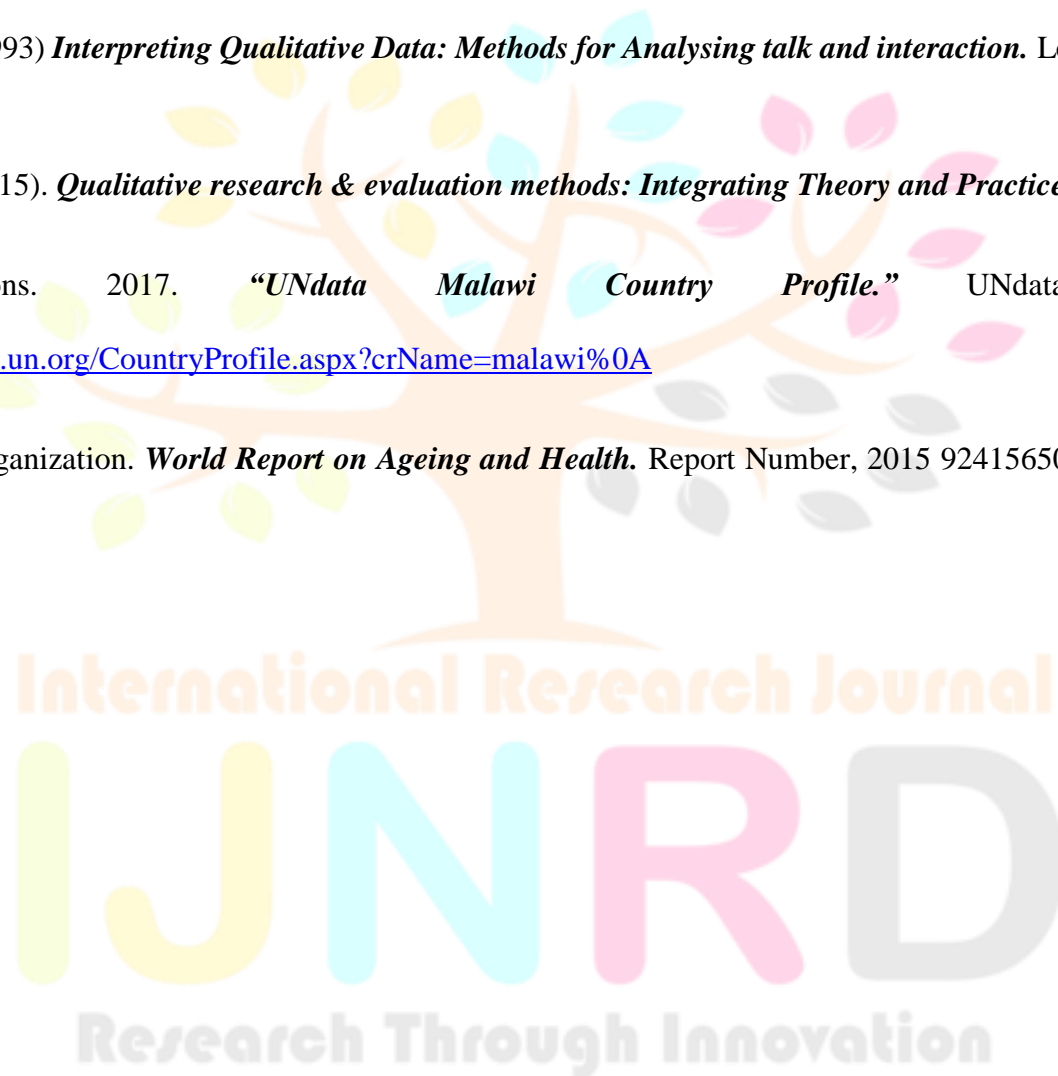 993) Interpreting Qualitative Data: Methods for Analysing talk and interaction. L
15). Qualitative research & evaluation methods: Integrating Theory and Practice
ons. 2017. “UNdata Malawi Country Profile.” UNdata
.un.org/CountryProfile.aspx?crName=malawi%0A
ganization. World Report on Ageing and Health. Report Number, 2015 92415650
International Research Journal
IJNRD
Research Through Innovation